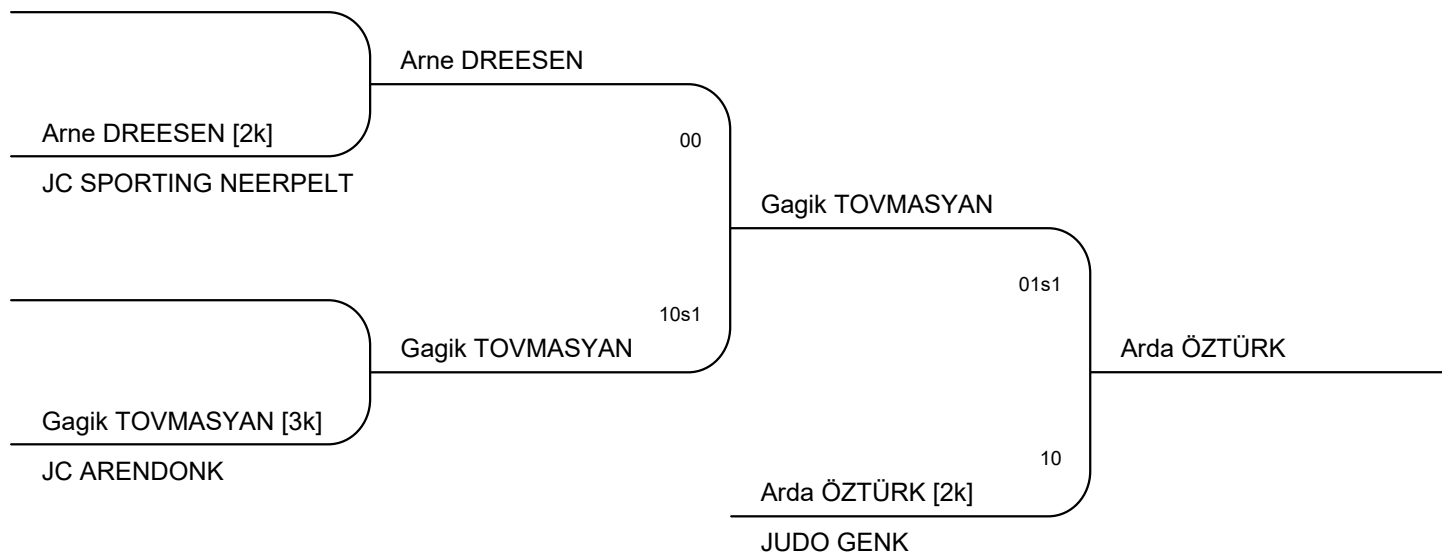 Arne DREESEN
Arne DREESEN [2k]
00
JC SPORTING NEERPELT
Gagik TOVMASYAN
01s1
10s1
Gagik TOVMASYAN
Arda ÖZTÜRK
Gagik TOVMASYAN [3k]
JC ARENDONK
10
Arda ÖZTÜRK [2k]
JUDO GENK